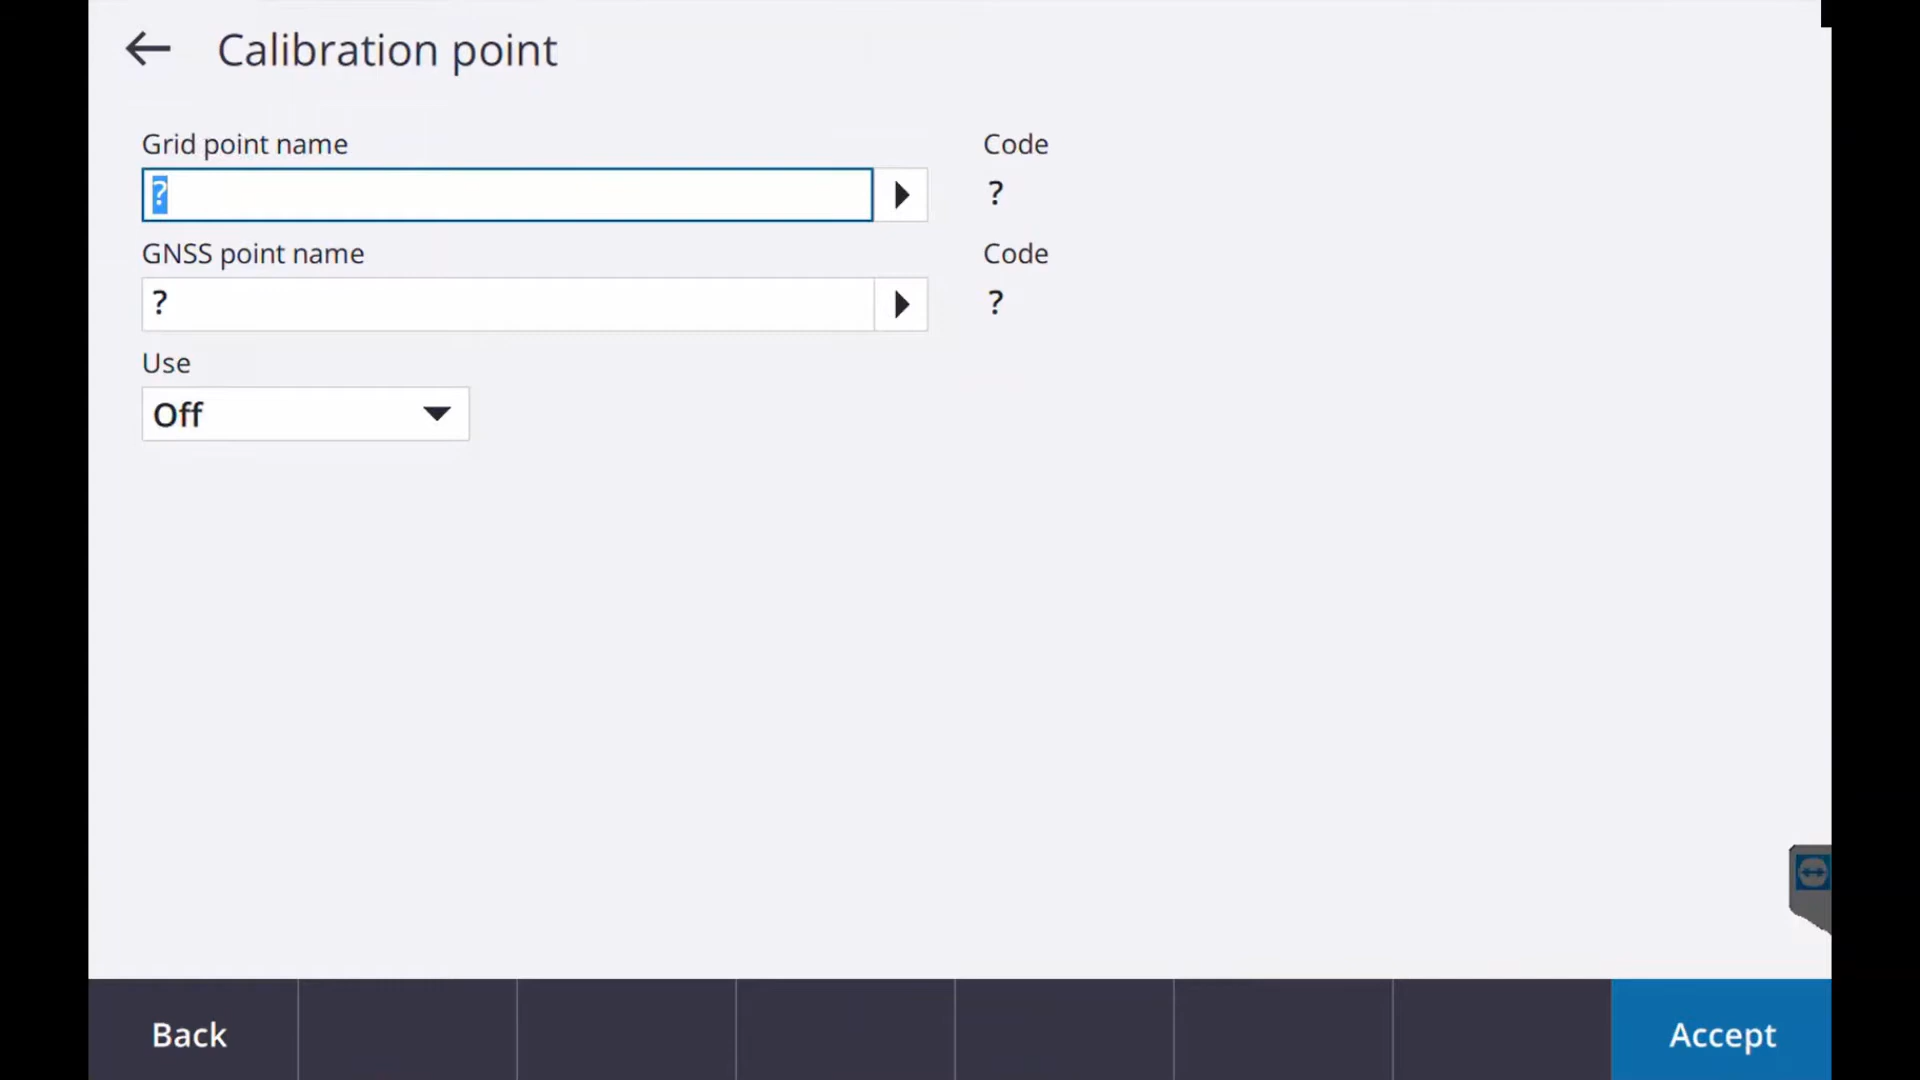 Calibration point
Grid point name
Code
?
?
GNSS point name
Code
?
?
Use
Off
Back
Accept